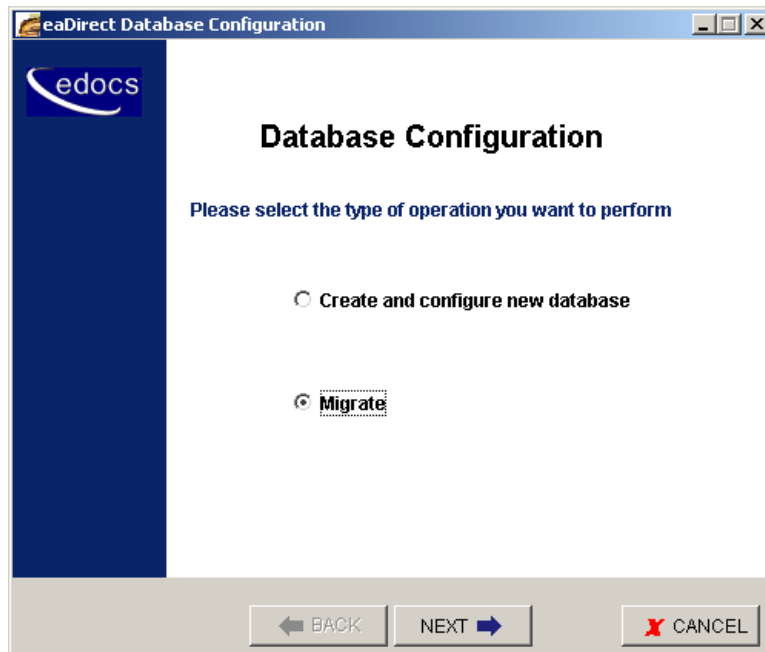 eaDirect Database Configuration
edocs
Database Configuration
Please select the type of operation you want to perform
Create and configure new database
Migrate
BACK
NEXT
CANCEL